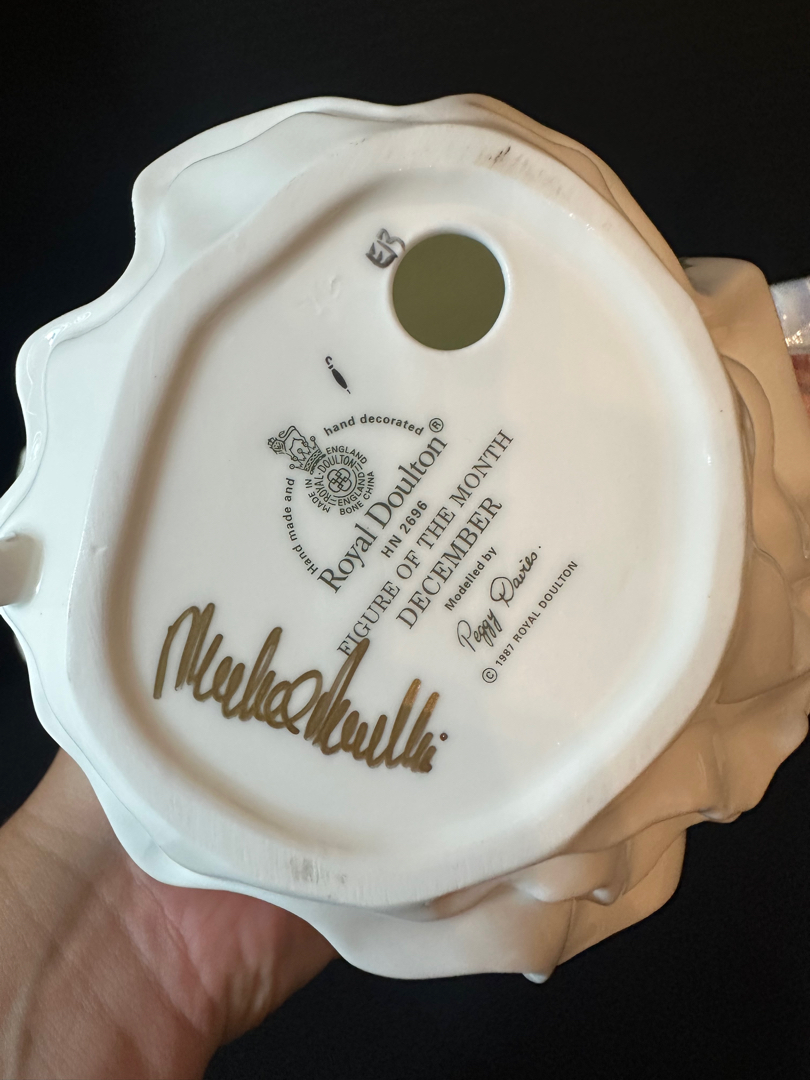 EB
Hand made and hand decorated
MADE IN ENGLAND
ROYAL·DOULTON
ENGLAND
BONE CHINA
Royal Doulton®
HN 2696
FIGURE OF THE MONTH
DECEMBER
Modelled by
Peggy Davies.
© 1987 ROYAL DOULTON